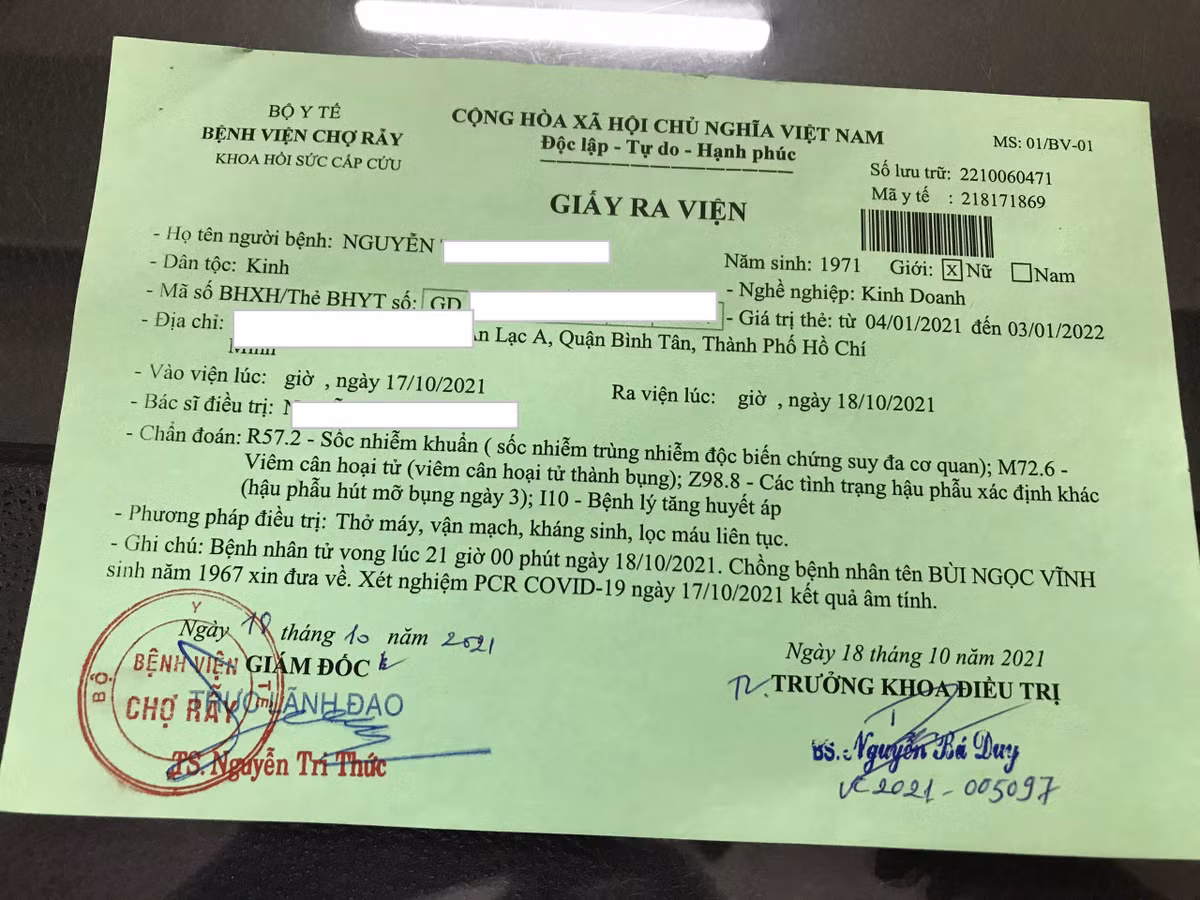 BỘ Y TẾ
BỆNH VIỆN CHỢ RẪY
KHOA HỒI SỨC CẤP CỨU
CỘNG HÒA XÃ HỘI CHỦ NGHĨA VIỆT NAM
Độc lập - Tự do - Hạnh phúc
MS: 01/BV-01
Số lưu trữ: 2210060471
Mã y tế : 218171869
GIẤY RA VIỆN
- Họ tên người bệnh: NGUYỄN
Năm sinh: 1971 Giới: [X] Nữ [ ] Nam
- Dân tộc: Kinh
- Nghề nghiệp: Kinh Doanh
- Mã số BHXH/Thẻ BHYT số: GD
- Giá trị thẻ: từ 04/01/2021 đến 03/01/2022
- Địa chỉ: An Lạc A, Quận Bình Tân, Thành Phố Hồ Chí
Minh
- Vào viện lúc: giờ , ngày 17/10/2021 Ra viện lúc: giờ , ngày 18/10/2021
- Bác sĩ điều trị: N
- Chẩn đoán: R57.2 - Sốc nhiễm khuẩn ( sốc nhiễm trùng nhiễm độc biến chứng suy đa cơ quan); M72.6 -
Viêm cân hoại tử (viêm cân hoại tử thành bụng); Z98.8 - Các tình trạng hậu phẫu xác định khác
(hậu phẫu hút mỡ bụng ngày 3); I10 - Bệnh lý tăng huyết áp
- Phương pháp điều trị: Thở máy, vận mạch, kháng sinh, lọc máu liên tục.
- Ghi chú: Bệnh nhân tử vong lúc 21 giờ 00 phút ngày 18/10/2021. Chồng bệnh nhân tên BÙI NGỌC VĨNH
sinh năm 1967 xin đưa về. Xét nghiệm PCR COVID-19 ngày 17/10/2021 kết quả âm tính.
Ngày tháng 10 năm 2021
GIÁM ĐỐC
TRỰC LÃNH ĐẠO
BỘ Y TẾ
BỆNH VIỆN
CHỢ RẪY
TS. Nguyễn Tri Thức
Ngày 18 tháng 10 năm 2021
TRƯỞNG KHOA ĐIỀU TRỊ
BS. Nguyễn Bá Duy
2021-005097